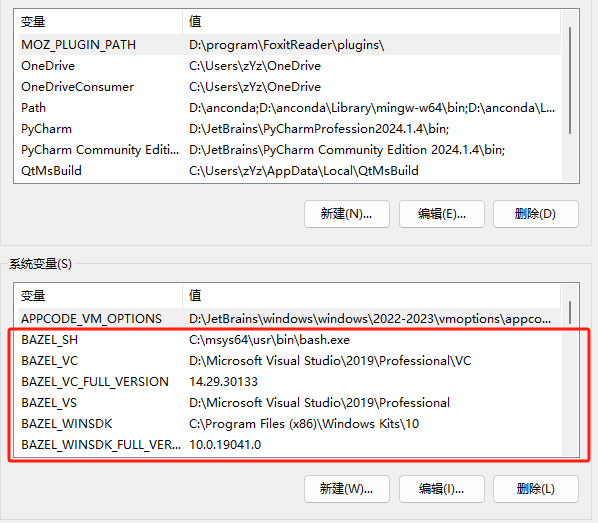 变量 值
MOZ_PLUGIN_PATH D:\program\FoxitReader\plugins\
OneDrive C:\Users\zYz\OneDrive
OneDriveConsumer C:\Users\zYz\OneDrive
Path D:\anconda;D:\anconda\Library\mingw-w64\bin;D:\anconda\L...
PyCharm D:\JetBrains\PyCharmProfession2024.1.4\bin;
PyCharm Community Editi... D:\JetBrains\PyCharm Community Edition 2024.1.4\bin;
QtMsBuild C:\Users\zYz\AppData\Local\QtMsBuild
新建(N)... 编辑(E)... 删除(D)
系统变量(S)
变量 值
APPCODE_VM_OPTIONS D:\JetBrains\windows\windows\2022-2023\vmoptions\appco...
BAZEL_SH C:\msys64\usr\bin\bash.exe
BAZEL_VC D:\Microsoft Visual Studio\2019\Professional\VC
BAZEL_VC_FULL_VERSION 14.29.30133
BAZEL_VS D:\Microsoft Visual Studio\2019\Professional
BAZEL_WINSDK C:\Program Files (x86)\Windows Kits\10
BAZEL_WINSDK_FULL_VER... 10.0.19041.0
新建(W)... 编辑(I)... 删除(L)